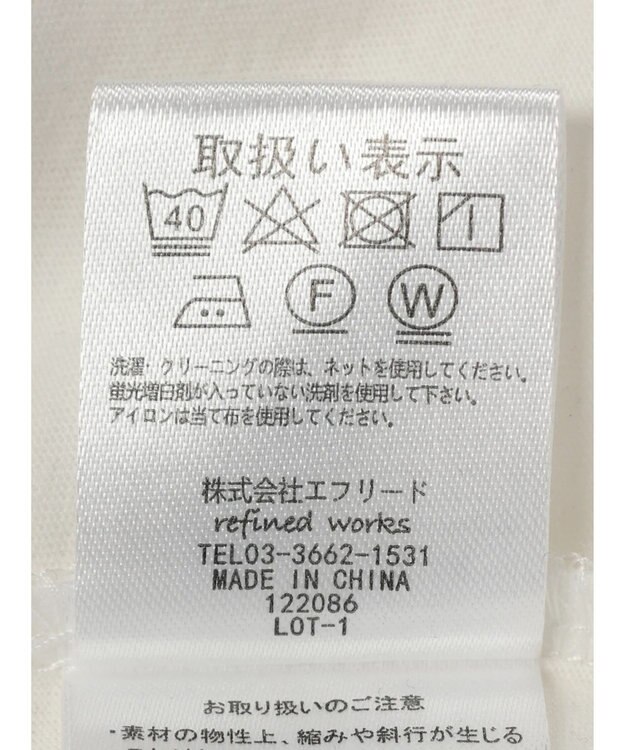 取扱い表示
40
F W
洗濯・クリーニングの際は、ネットを使用してください。
蛍光増白剤が入っていない洗剤を使用して下さい。
アイロンは当て布を使用してください。
株式会社エフリード
refined works
TEL03-3662-1531
MADE IN CHINA
122086
LOT-1
お取り扱いのご注意
・素材の物性上、縮みや斜行が生じる